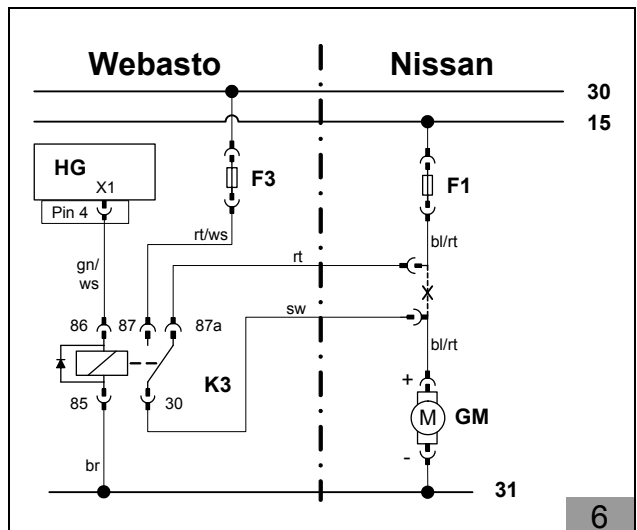 Webasto Nissan
30
15
HG
X1
Pin 4
F3
F1
rt/ws
bl/rt
gn/
ws
rt
sw
86 87 87a
bl/rt
K3
85 30
+
M GM
-
br
31
6